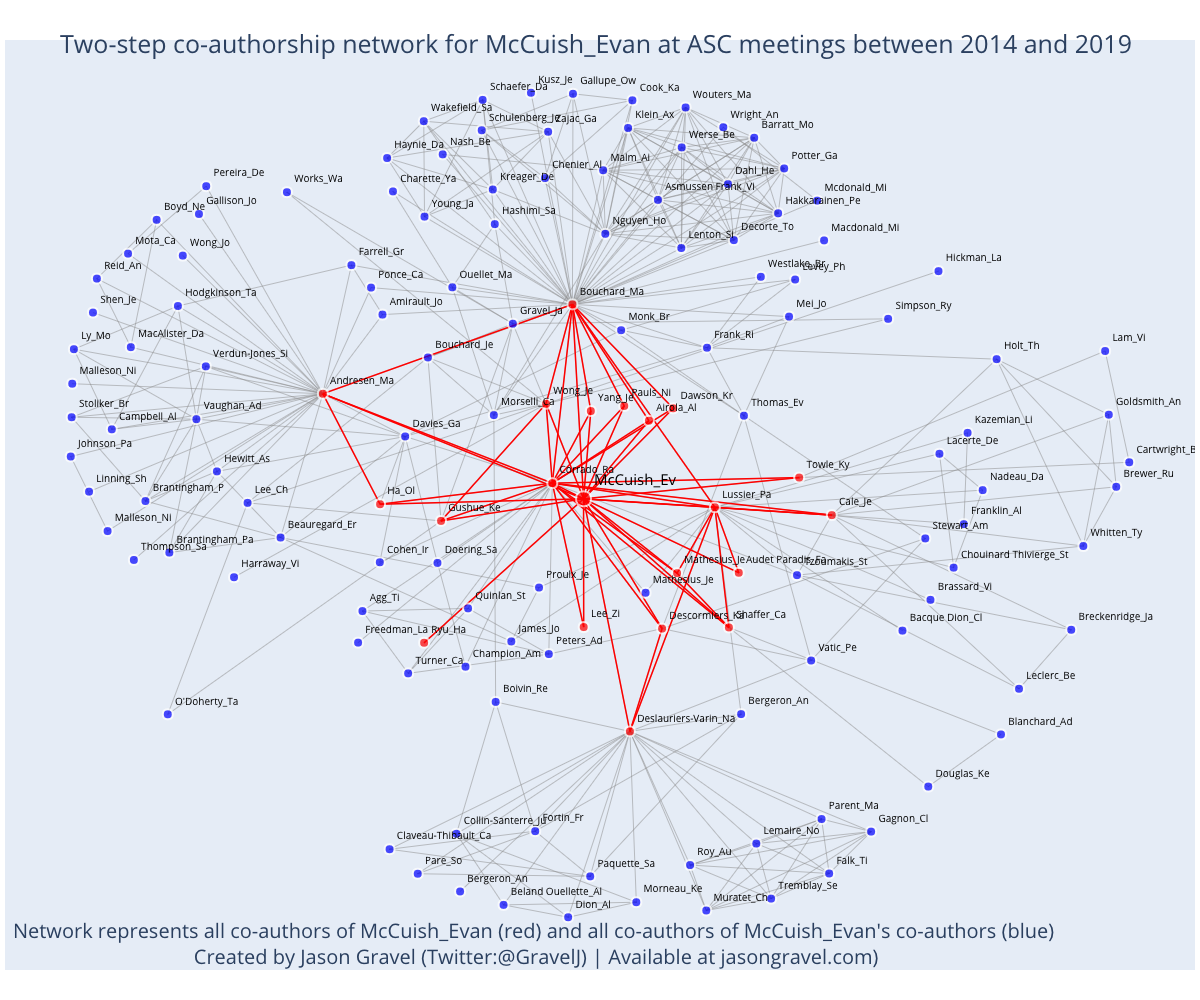 Two-step co-authorship network for McCuish_Evan at ASC meetings between 2014 and 2019
Kusz_Je
Gallupe_Ow
Schaefer_Da
Cook_Ka
Wouters_Ma
Wakefield_Sa
Schulenberg_Je
Zajac_Ga
Klein_Ax
Wright_An
Barratt_Mo
Haynie_Da
Nash_Be
Werse_Be
Chenier_Al
Malm_Ai
Potter_Ga
Pereira_De
Works_Wa
Charette_Ya
Kreager_De
Dahl_He
Asmussen Frank_Vi
Mcdonald_Mi
Gallison_Jo
Boyd_Ne
Young_Ja
Hashimi_Sa
Nguyen_Ho
Hakkarainen_Pe
Mota_Ca
Wong_Jo
Lenton_Si
Decorte_To
Macdonald_Mi
Farrell_Gr
Reid_An
Ponce_Ca
Ouellet_Ma
Westlake_Br
Levey_Ph
Hickman_La
Shen_Je
Hodgkinson_Ta
Amirault_Jo
Bouchard_Ma
Gravel_Ja
Monk_Br
Mei_Jo
Simpson_Ry
Ly_Mo
MacAlister_Da
Verdun-Jones_Si
Bouchard_Je
Frank_Ri
Holt_Th
Lam_Vi
Malleson_Ni
Andresen_Ma
Stoliker_Br
Campbell_Al
Vaughan_Ad
Morselli_Ca
Wong_Je
Yang_Je
Pauls_Ni
Dawson_Kr
Airola_Al
Thomas_Ev
Goldsmith_An
Kazemian_Li
Davies_Ga
Lacerte_De
Johnson_Pa
Cartwright_B
Hewitt_As
Corrado_Ra
McCuish_Ev
Towle_Ky
Nadeau_Da
Brewer_Ru
Linning_Sh
Brantingham_P
Lee_Ch
Ha_Ol
Lussier_Pa
Cale_Je
Franklin_Al
Malleson_Ni
Gushue_Ke
Beauregard_Er
Stewart_Am
Whitten_Ty
Thompson_Sa
Brantingham_Pa
Cohen_Ir
Doering_Sa
Mathesius_Je
Audet Paradis_Fa
Tzoumakis_St
Chouinard Thivierge_St
Harraway_Vi
Proulx_Je
Mathesius_Je
Brassard_Vi
Agg_Ti
Quinlan_St
Lee_Zi
Descormiers_Ka
Shaffer_Ca
Bacque Dion_Cl
Breckenridge_Ja
Freedman_La
Ryu_Ha
James_Jo
Peters_Ad
Turner_Ca
Champion_Am
Vatic_Pe
Leclerc_Be
O'Doherty_Ta
Boivin_Re
Deslauriers-Varin_Na
Bergeron_An
Blanchard_Ad
Douglas_Ke
Collin-Santerre_Ju
Fortin_Fr
Parent_Ma
Gagnon_Cl
Claveau-Thibault_Ca
Lemaire_No
Pare_So
Paquette_Sa
Roy_Au
Falk_Ti
Bergeron_An
Beland Ouellette_Al
Dion_Al
Morneau_Ke
Muratet_Ch
Tremblay_Se
Network represents all co-authors of McCuish_Evan (red) and all co-authors of McCuish_Evan's co-authors (blue)
Created by Jason Gravel (Twitter:@GravelJ) | Available at jasongravel.com)